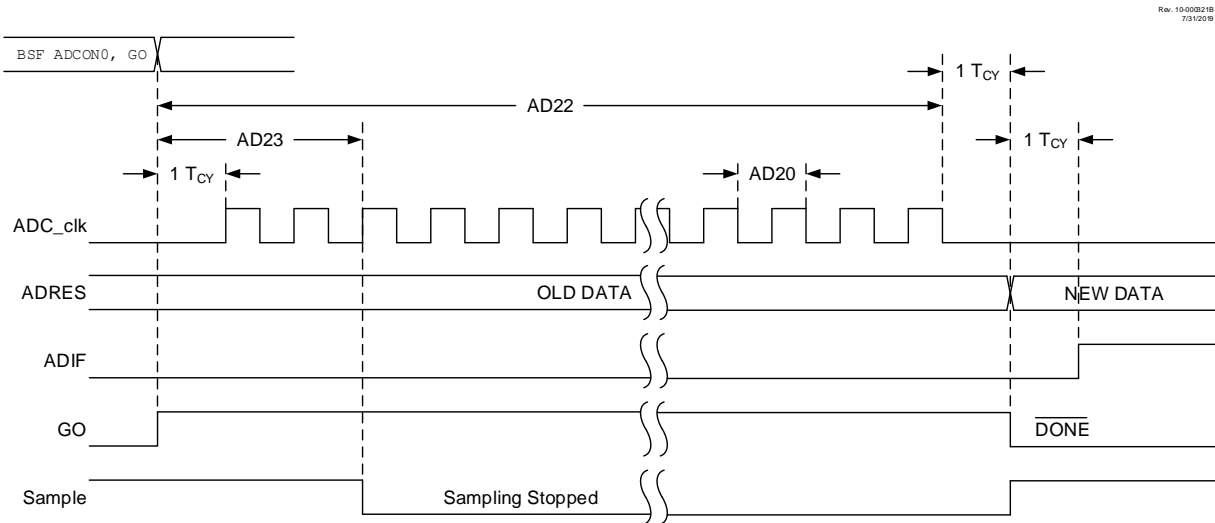 Rev. 10-000321B
7/31/2019
BSF ADCON0, GO
1 TCY
AD22
AD23
1 TCY
1 TCY
AD20
ADC_clk
ADRES
OLD DATA
NEW DATA
ADIF
GO
DONE
Sample
Sampling Stopped